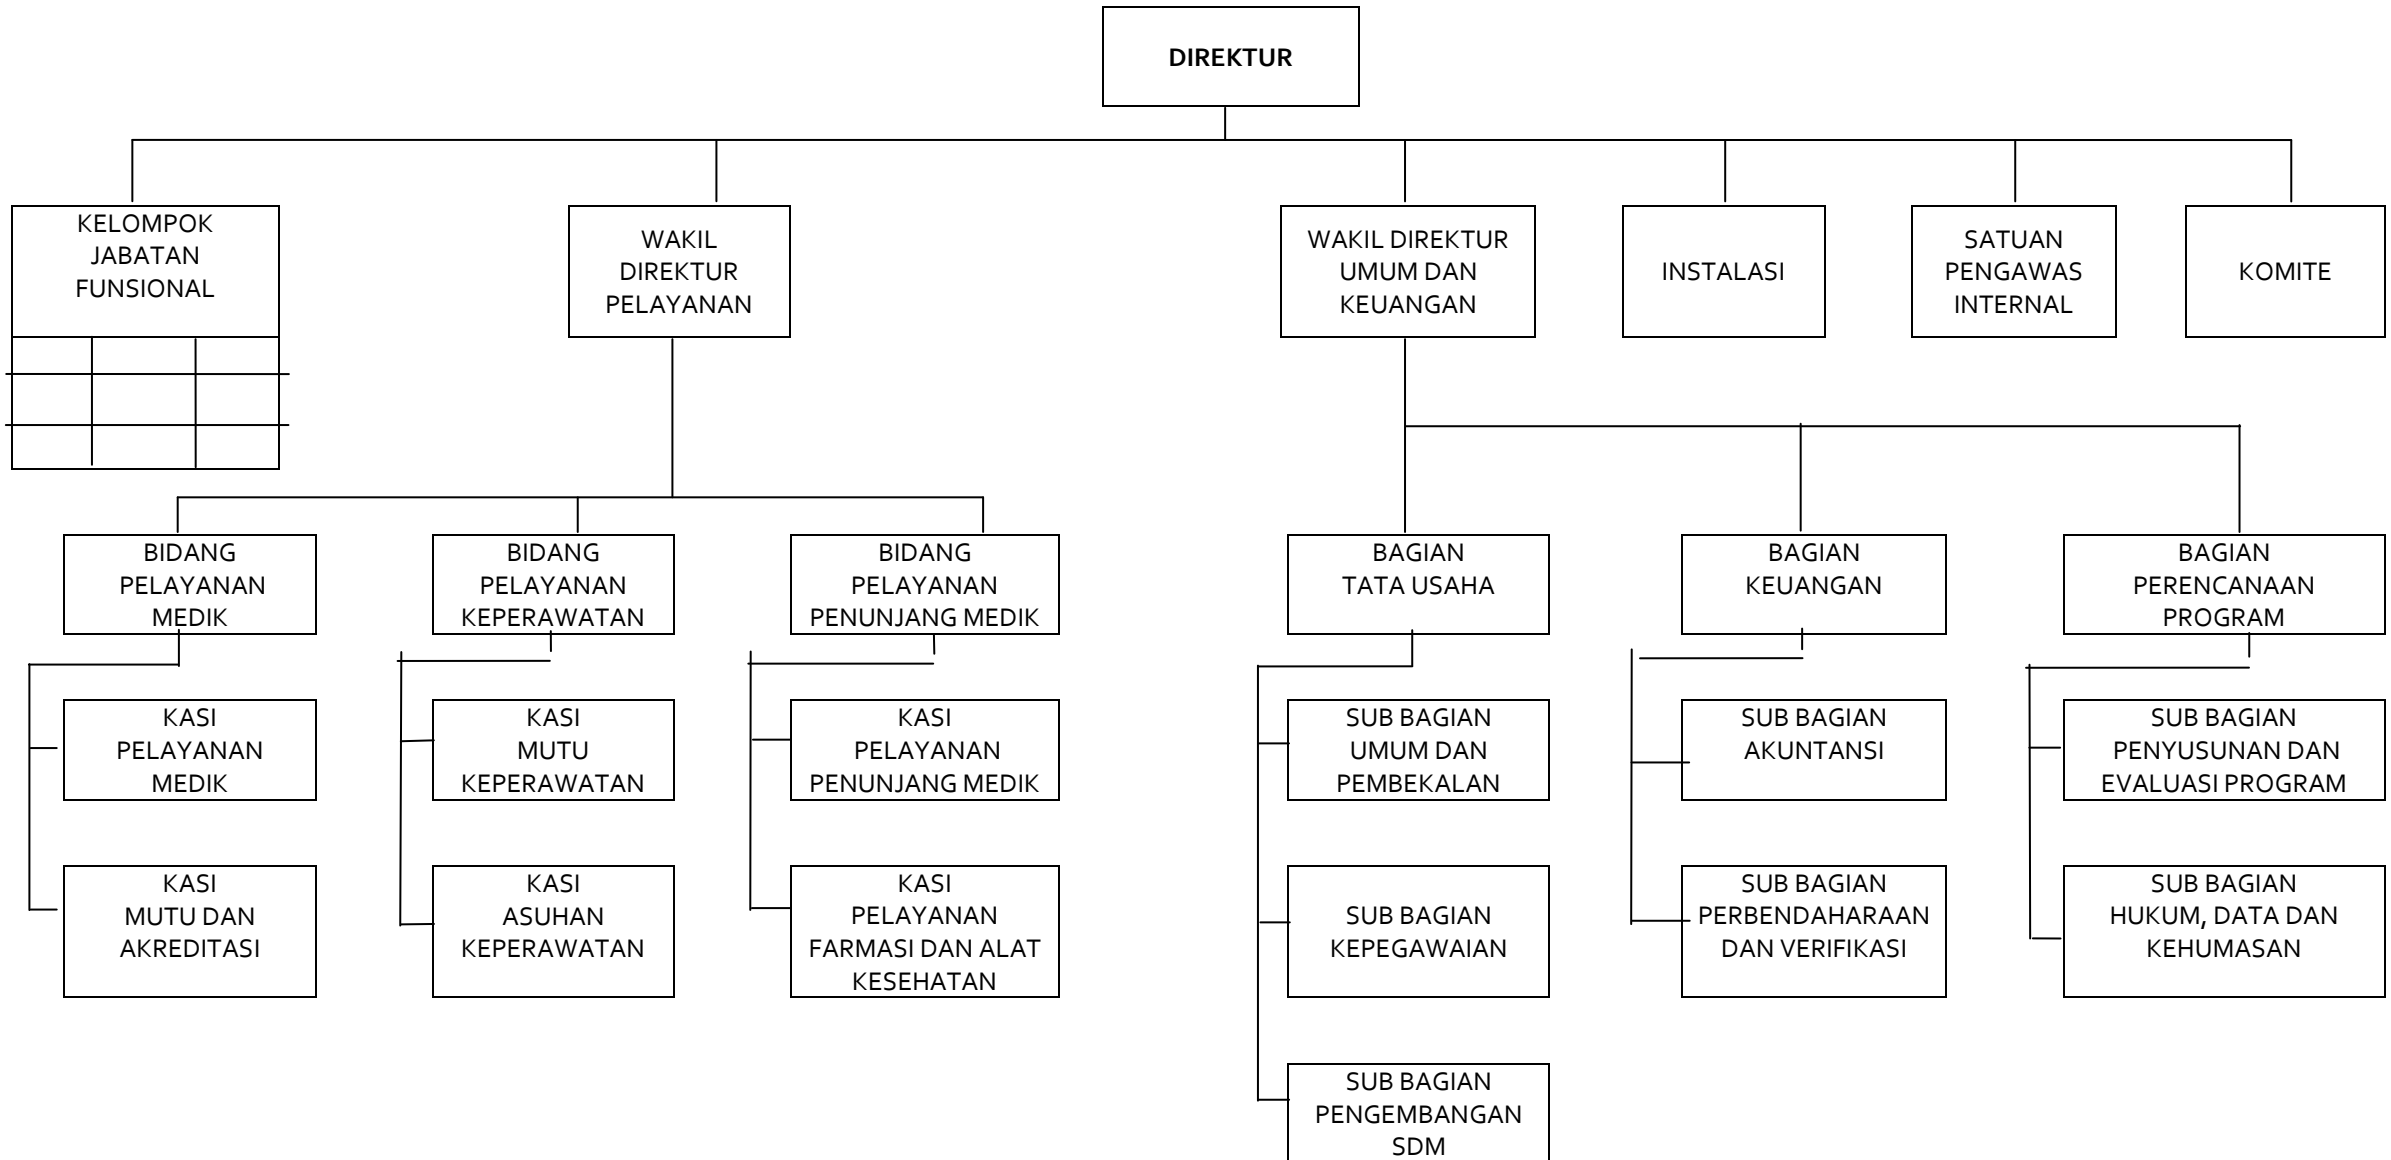 DIREKTUR
KELOMPOK
JABATAN
FUNSIONAL
WAKIL
DIREKTUR
PELAYANAN
WAKIL DIREKTUR
UMUM DAN
KEUANGAN
INSTALASI
SATUAN
PENGAWAS
INTERNAL
KOMITE
BIDANG
PELAYANAN
MEDIK
BIDANG
PELAYANAN
KEPERAWATAN
BIDANG
PELAYANAN
PENUNJANG MEDIK
BAGIAN
TATA USAHA
BAGIAN
KEUANGAN
BAGIAN
PERENCANAAN
PROGRAM
KASI
PELAYANAN
MEDIK
KASI
MUTU
KEPERAWATAN
KASI
PELAYANAN
PENUNJANG MEDIK
SUB BAGIAN
UMUM DAN
PEMBEKALAN
SUB BAGIAN
AKUNTANSI
SUB BAGIAN
PENYUSUNAN DAN
EVALUASI PROGRAM
KASI
MUTU DAN
AKREDITASI
KASI
ASUHAN
KEPERAWATAN
KASI
PELAYANAN
FARMASI DAN ALAT
KESEHATAN
SUB BAGIAN
KEPEGAWAIAN
SUB BAGIAN
PERBENDAHARAAN
DAN VERIFIKASI
SUB BAGIAN
HUKUM, DATA DAN
KEHUMASAN
SUB BAGIAN
PENGEMBANGAN
SDM